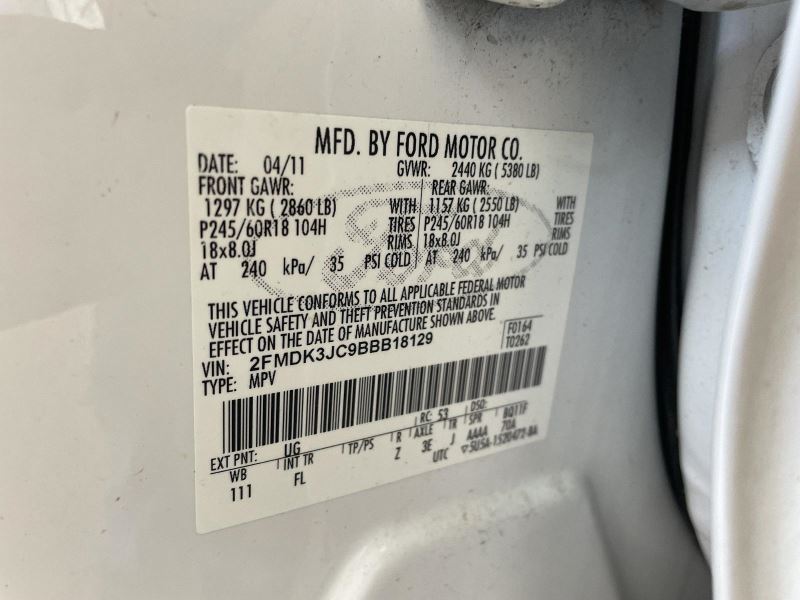 MFD. BY FORD MOTOR CO.
DATE: 04/11 GVWR: 2440 KG ( 5380 LB)
FRONT GAWR: REAR GAWR:
1297 KG ( 2860 LB) WITH 1157 KG ( 2550 LB) WITH
P245/60R18 104H TIRES P245/60R18 104H TIRES
18x8.0J RIMS 18x8.0J RIMS
AT 240 kPa/ 35 PSI COLD AT 240 kPa/ 35 PSI COLD
Ford
THIS VEHICLE CONFORMS TO ALL APPLICABLE FEDERAL MOTOR
VEHICLE SAFETY AND THEFT PREVENTION STANDARDS IN
EFFECT ON THE DATE OF MANUFACTURE SHOWN ABOVE.
F0164
T0262
VIN: 2FMDK3JC9BBB18129
TYPE: MPV
EXT PNT: UG RC: 53 DSO:
WB INT TR TP/PS R AXLE TR SPR BQ11F
111 FL Z 3E J AAAA 70A
UTC ▽5U5A-1520472-BA